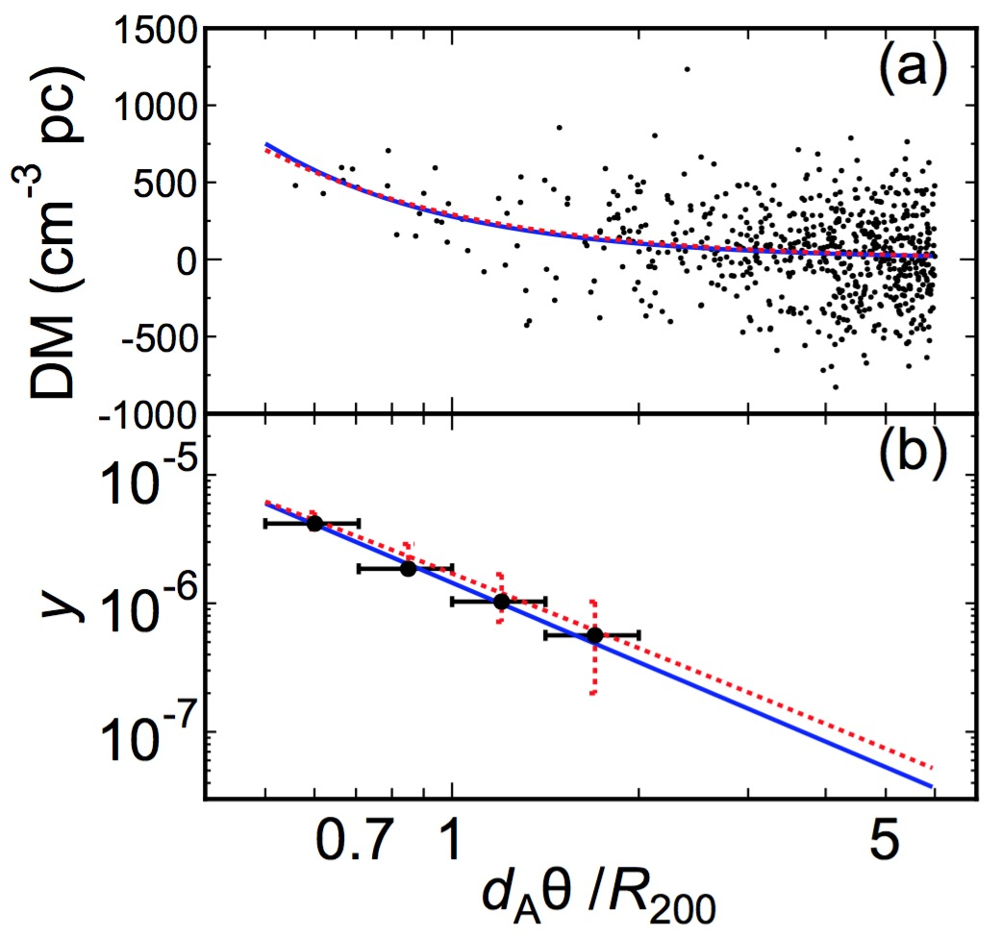 (a)
1500
1000
500
0
-500
-1000
DM (cm⁻³ pc)
(b)
10⁻⁵
10⁻⁶
10⁻⁷
y
0.7 1 5
d_Aθ /R₂₀₀